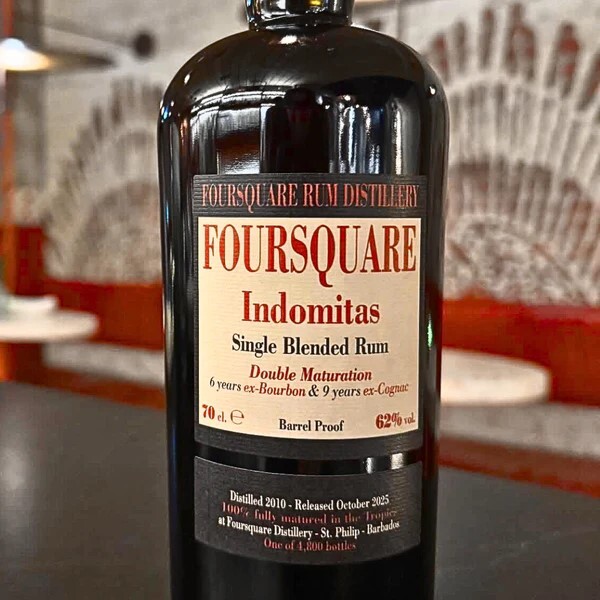 FOURSQUARE RUM DISTILLERY
FOURSQUARE
Indomitas
Single Blended Rum
Double Maturation
6 years ex-Bourbon & 9 years ex-Cognac
70 cl. ℮ Barrel Proof 62% vol.
Distilled 2010 - Released October 2025
100% fully matured in the Tropics
at Foursquare Distillery - St. Philip - Barbados
One of 4,800 bottles